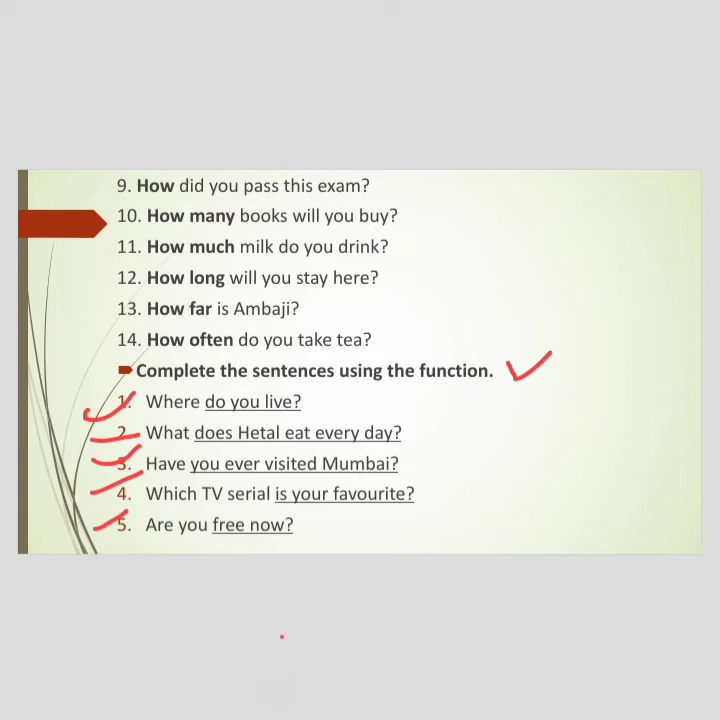 9. How did you pass this exam?
10. How many books will you buy?
11. How much milk do you drink?
12. How long will you stay here?
13. How far is Ambaji?
14. How often do you take tea?
Complete the sentences using the function.
1. Where do you live?
2. What does Hetal eat every day?
3. Have you ever visited Mumbai?
4. Which TV serial is your favourite?
5. Are you free now?